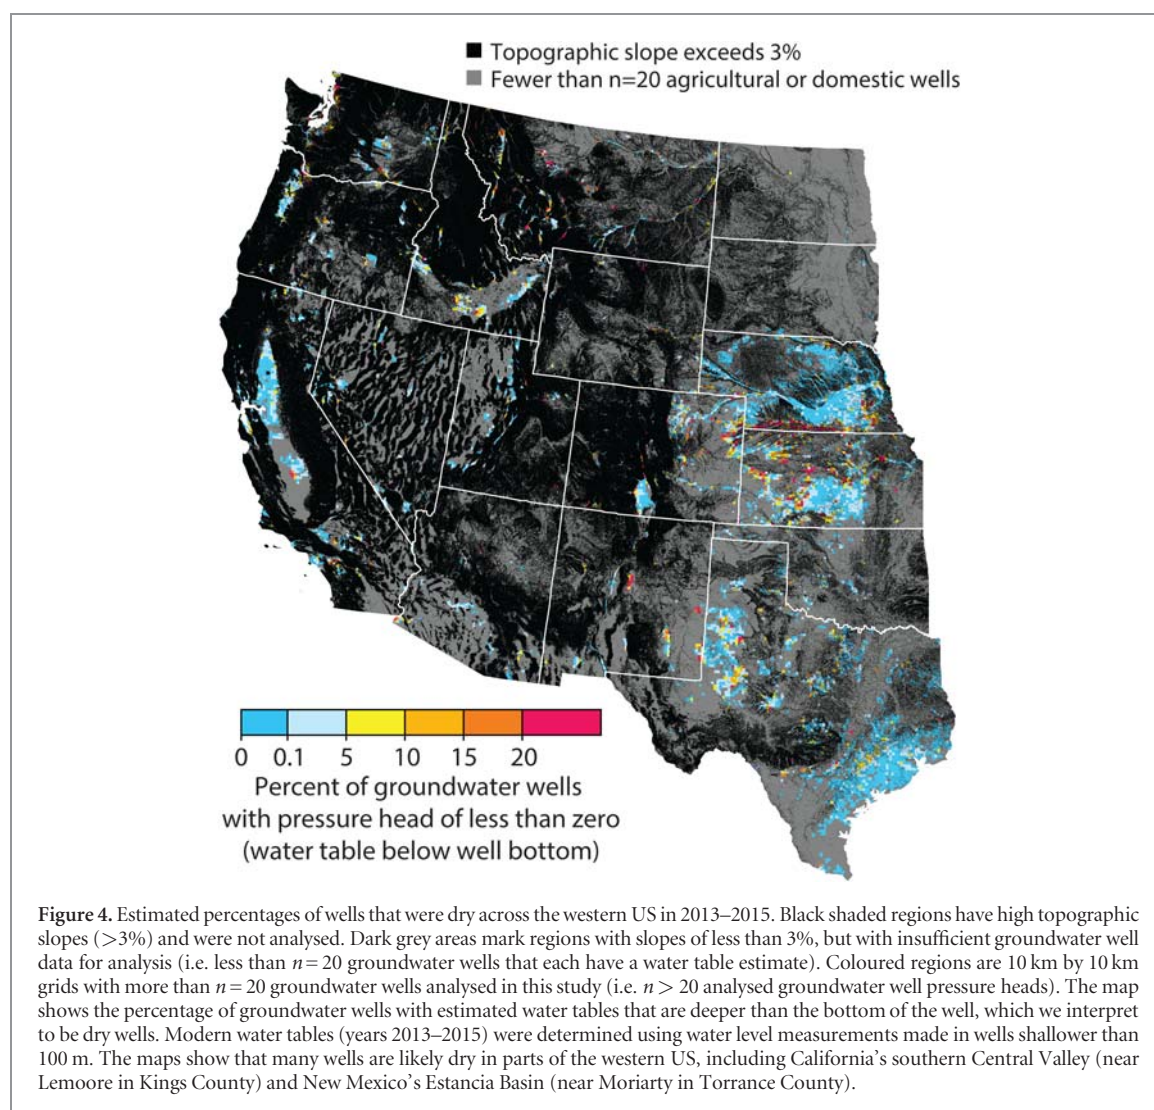 Topographic slope exceeds 3%
Fewer than n=20 agricultural or domestic wells
0 0.1 5 10 15 20
Percent of groundwater wells
with pressure head of less than zero
(water table below well bottom)
Figure 4. Estimated percentages of wells that were dry across the western US in 2013–2015. Black shaded regions have high topographic
slopes (>3%) and were not analysed. Dark grey areas mark regions with slopes of less than 3%, but with insufficient groundwater well
data for analysis (i.e. less than n = 20 groundwater wells that each have a water table estimate). Coloured regions are 10 km by 10 km
grids with more than n = 20 groundwater wells analysed in this study (i.e. n > 20 analysed groundwater well pressure heads). The map
shows the percentage of groundwater wells with estimated water tables that are deeper than the bottom of the well, which we interpret
to be dry wells. Modern water tables (years 2013–2015) were determined using water level measurements made in wells shallower than
100 m. The maps show that many wells are likely dry in parts of the western US, including California's southern Central Valley (near
Lemoore in Kings County) and New Mexico's Estancia Basin (near Moriarty in Torrance County).